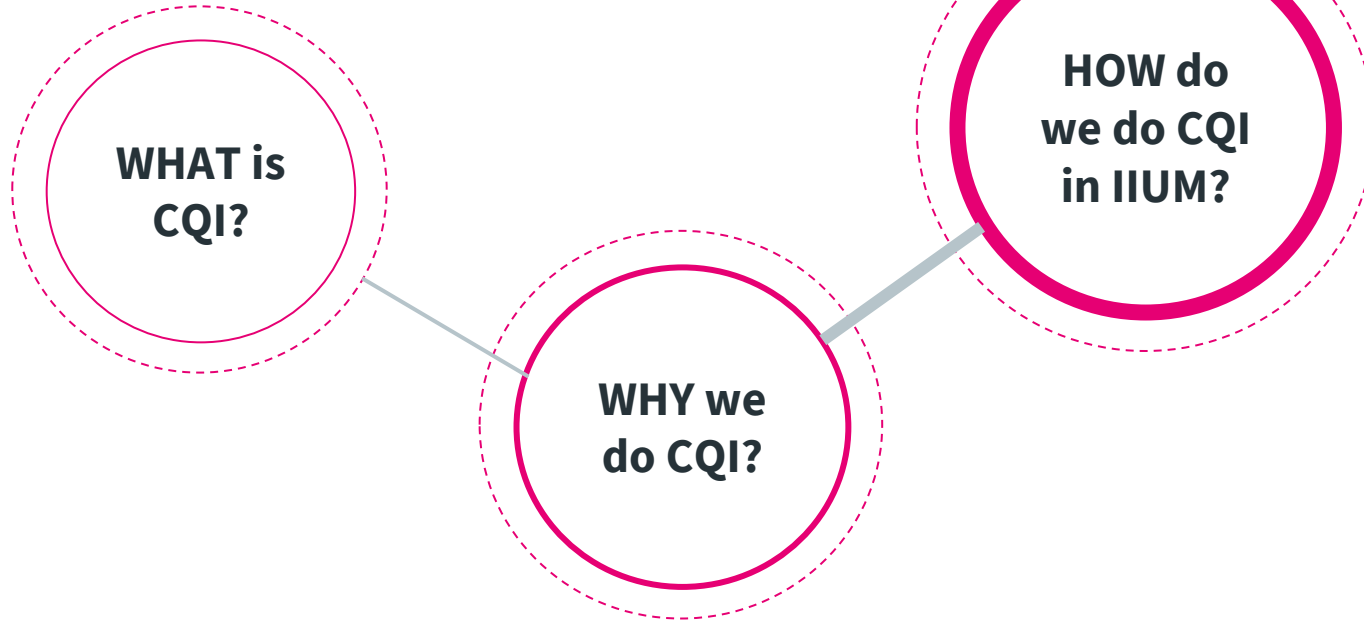 WHAT is
CQI?
WHY we
do CQI?
HOW do
we do CQI
in IIUM?